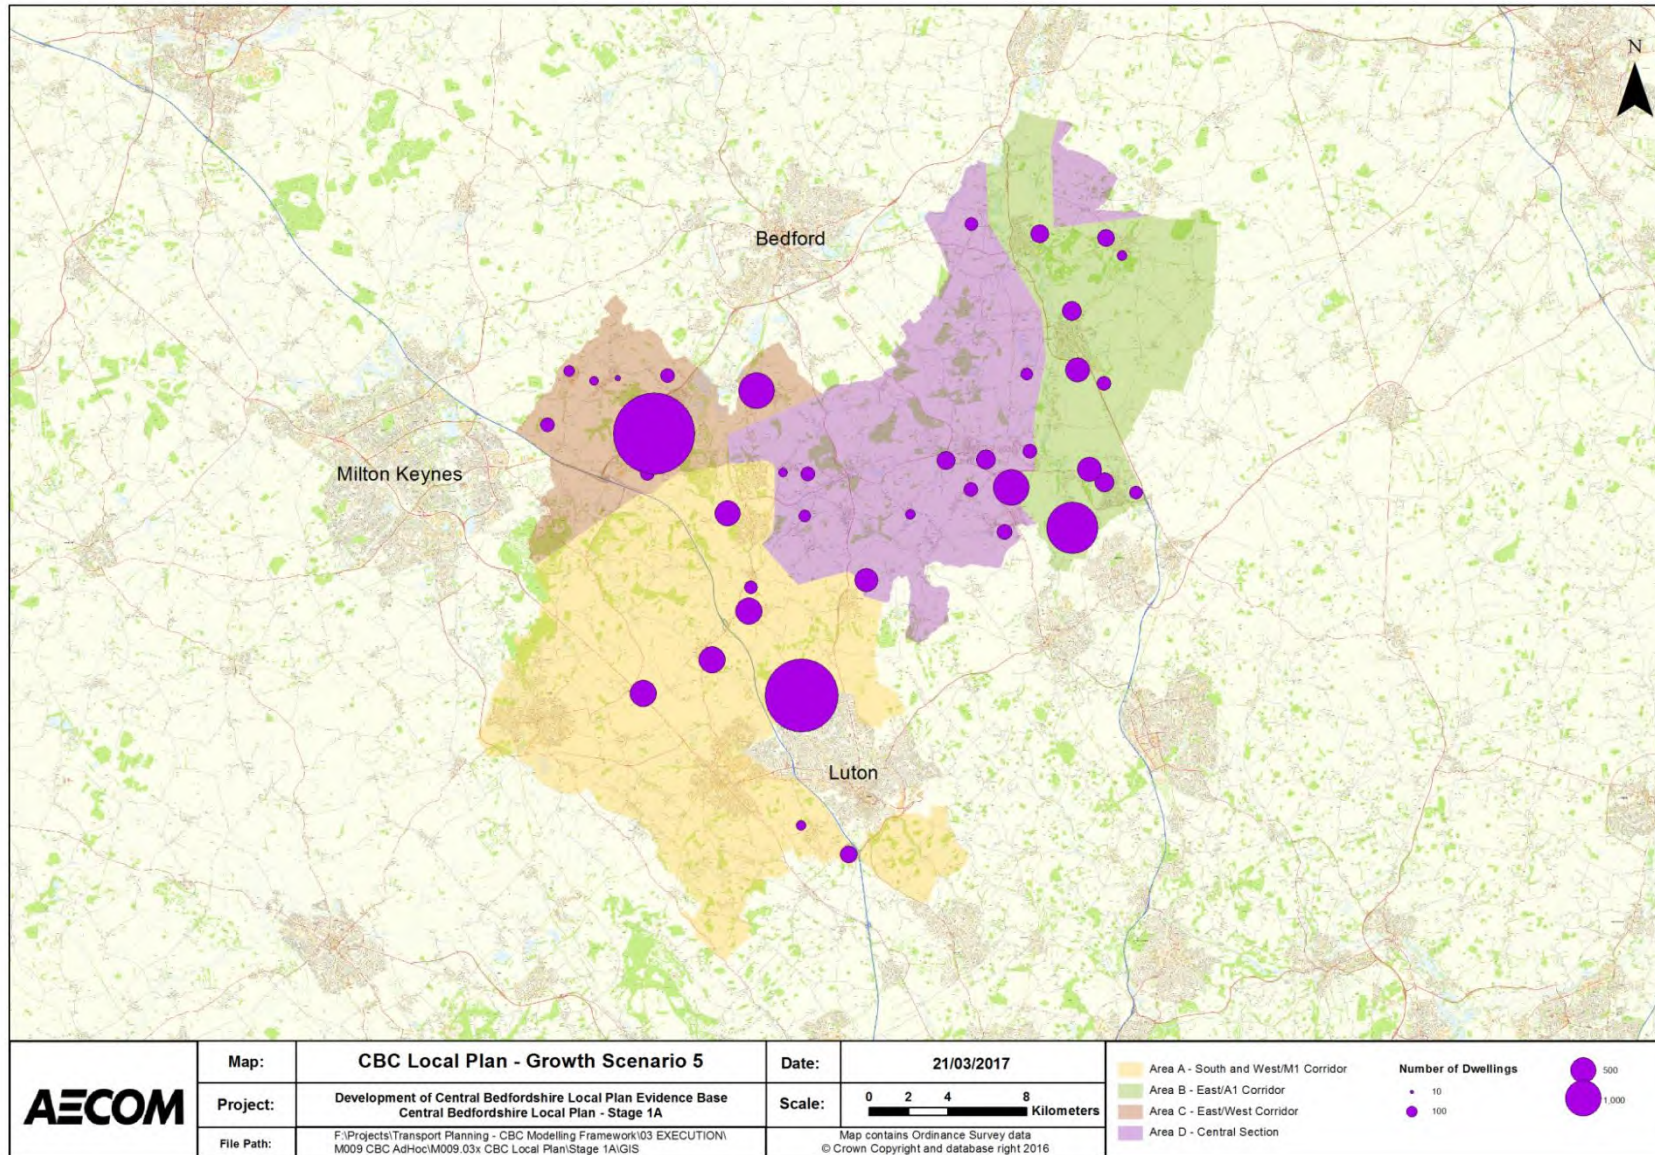 N
Bedford
Milton Keynes
Luton
AECOM
Map:
CBC Local Plan - Growth Scenario 5
Date:
21/03/2017
Project:
Development of Central Bedfordshire Local Plan Evidence Base
Central Bedfordshire Local Plan - Stage 1A
Scale:
0 2 4 8
Kilometers
File Path:
F:\Projects\Transport Planning - CBC Modelling Framework\03 EXECUTION\
M009 CBC AdHoc\M009.03x CBC Local Plan\Stage 1A\GIS
Map contains Ordnance Survey data
© Crown Copyright and database right 2016
Area A - South and West/M1 Corridor
Area B - East/A1 Corridor
Area C - East/West Corridor
Area D - Central Section
Number of Dwellings
10
100
500
1,000